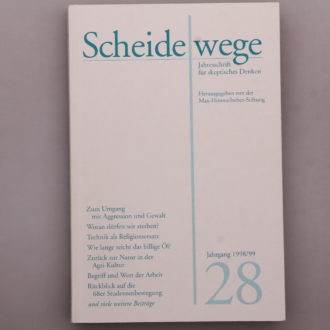 Scheidewege
Jahresschrift
für skeptisches Denken
Herausgegeben von der
Max-Himmelheber-Stiftung
Zum Umgang
mit Aggression und Gewalt
Woran dürfen wir sterben?
Technik als Religionsersatz
Wie lange reicht das billige Öl?
Zurück zur Natur in der
Agri-Kultur
Begriff und Wert der Arbeit
Rückblick auf die
68er Studentenbewegung
und viele weitere Beiträge
Jahrgang 1998/99
28